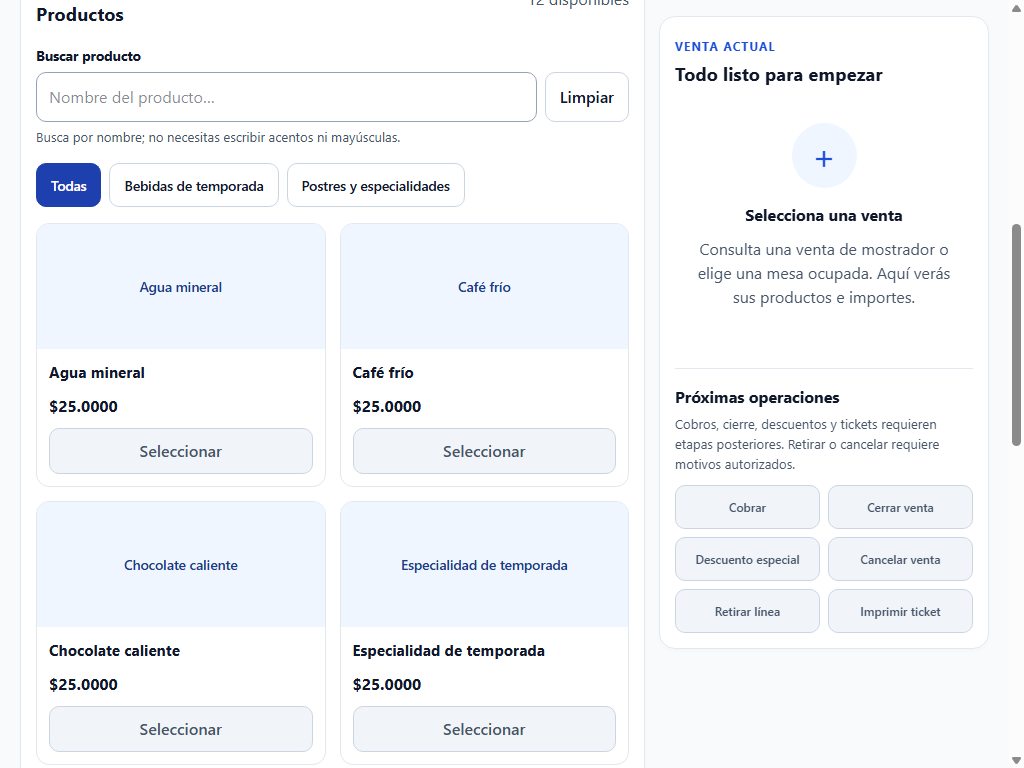 Productos
12 disponibles
Buscar producto
Nombre del producto...
Limpiar
Busca por nombre; no necesitas escribir acentos ni mayúsculas.
Todas
Bebidas de temporada
Postres y especialidades
Agua mineral
Café frío
Agua mineral
Café frío
$25.0000
$25.0000
Seleccionar
Seleccionar
Chocolate caliente
Especialidad de temporada
Chocolate caliente
Especialidad de temporada
$25.0000
$25.0000
Seleccionar
Seleccionar
VENTA ACTUAL
Todo listo para empezar
+
Selecciona una venta
Consulta una venta de mostrador o
elige una mesa ocupada. Aquí verás
sus productos e importes.
Próximas operaciones
Cobros, cierre, descuentos y tickets requieren
etapas posteriores. Retirar o cancelar requiere
motivos autorizados.
Cobrar
Cerrar venta
Descuento especial
Cancelar venta
Retirar línea
Imprimir ticket